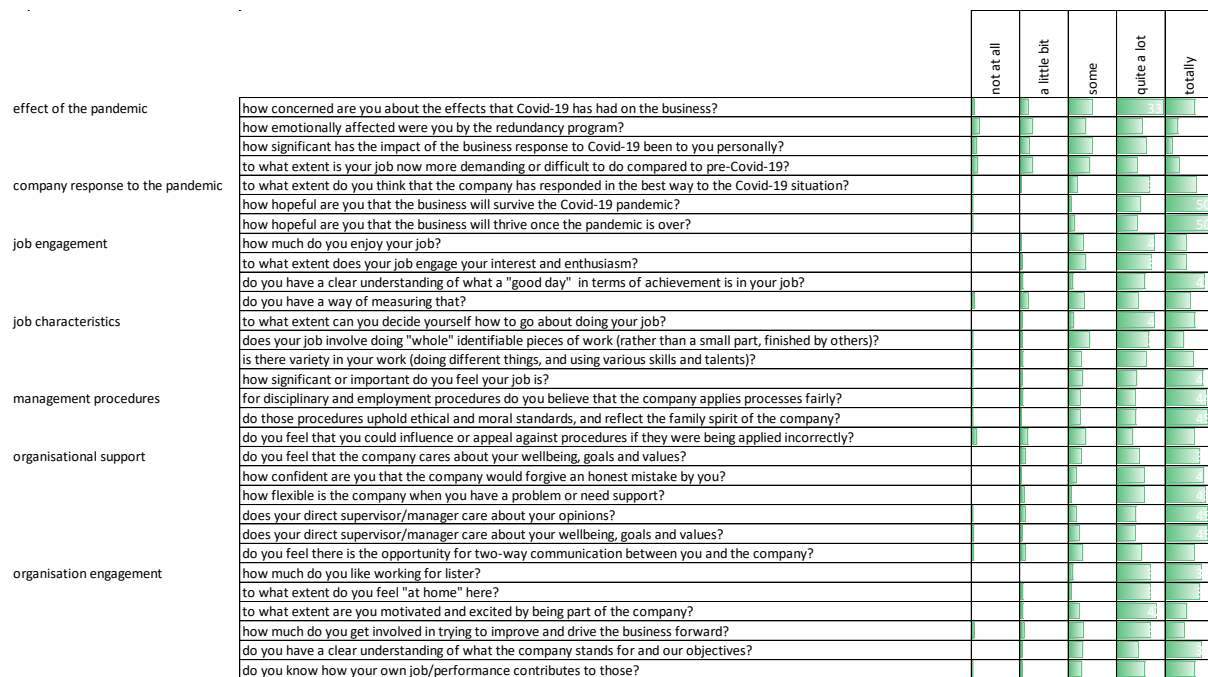 not at all
a little bit
some
quite a lot
totally
effect of the pandemic
how concerned are you about the effects that Covid-19 has had on the business? 33
how emotionally affected were you by the redundancy program?
how significant has the impact of the business response to Covid-19 been to you personally?
to what extent is your job now more demanding or difficult to do compared to pre-Covid-19?
company response to the pandemic
to what extent do you think that the company has responded in the best way to the Covid-19 situation?
how hopeful are you that the business will survive the Covid-19 pandemic?
how hopeful are you that the business will thrive once the pandemic is over?
job engagement
how much do you enjoy your job?
to what extent does your job engage your interest and enthusiasm?
do you have a clear understanding of what a "good day" in terms of achievement is in your job?
do you have a way of measuring that?
job characteristics
to what extent can you decide yourself how to go about doing your job?
does your job involve doing "whole" identifiable pieces of work (rather than a small part, finished by others)?
is there variety in your work (doing different things, and using various skills and talents)?
how significant or important do you feel your job is?
management procedures
for disciplinary and employment procedures do you believe that the company applies processes fairly?
do those procedures uphold ethical and moral standards, and reflect the family spirit of the company?
do you feel that you could influence or appeal against procedures if they were being applied incorrectly?
organisational support
do you feel that the company cares about your wellbeing, goals and values?
how confident are you that the company would forgive an honest mistake by you?
how flexible is the company when you have a problem or need support?
does your direct supervisor/manager care about your opinions?
does your direct supervisor/manager care about your wellbeing, goals and values?
do you feel there is the opportunity for two-way communication between you and the company?
organisation engagement
how much do you like working for lister?
to what extent do you feel "at home" here?
to what extent are you motivated and excited by being part of the company?
how much do you get involved in trying to improve and drive the business forward?
do you have a clear understanding of what the company stands for and our objectives?
do you know how your own job/performance contributes to those?